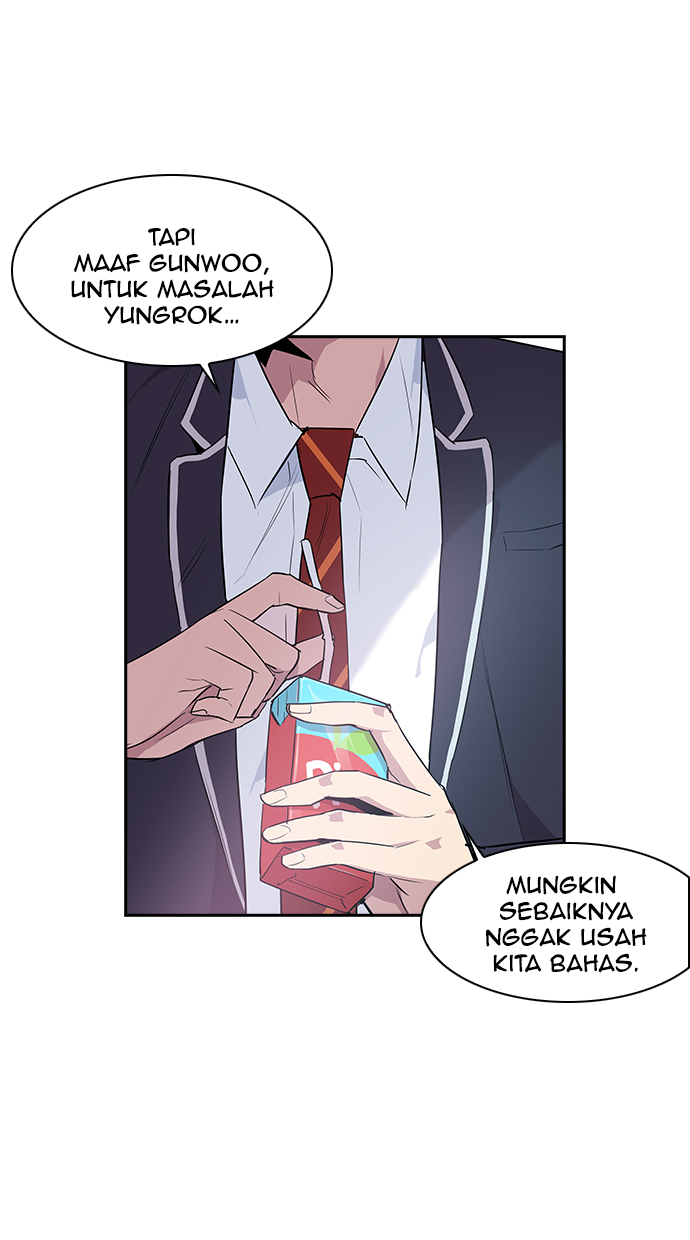 TAPI
MAAF GUNWOO,
UNTUK MASALAH
YUNGROK...
MUNGKIN
SEBAIKNYA
NGGAK USAH
KITA BAHAS.